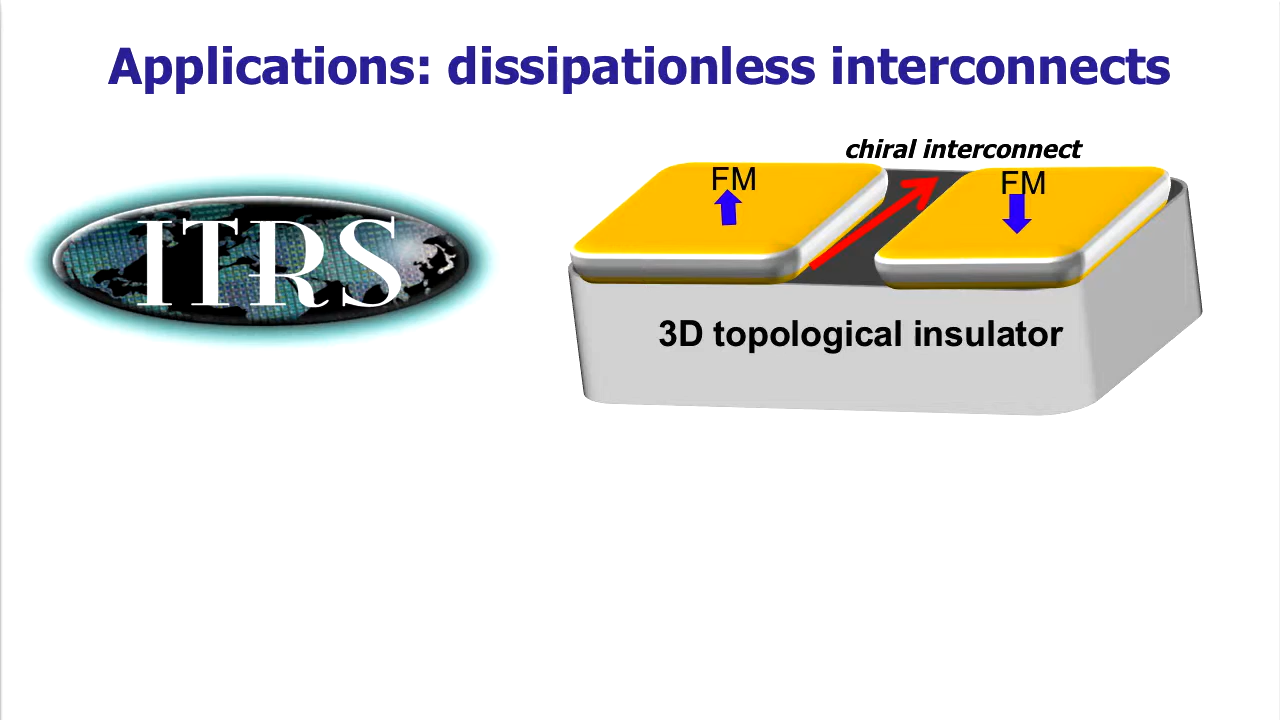 Applications: dissipationless interconnects
ITRS
chiral interconnect
FM
FM
3D topological insulator